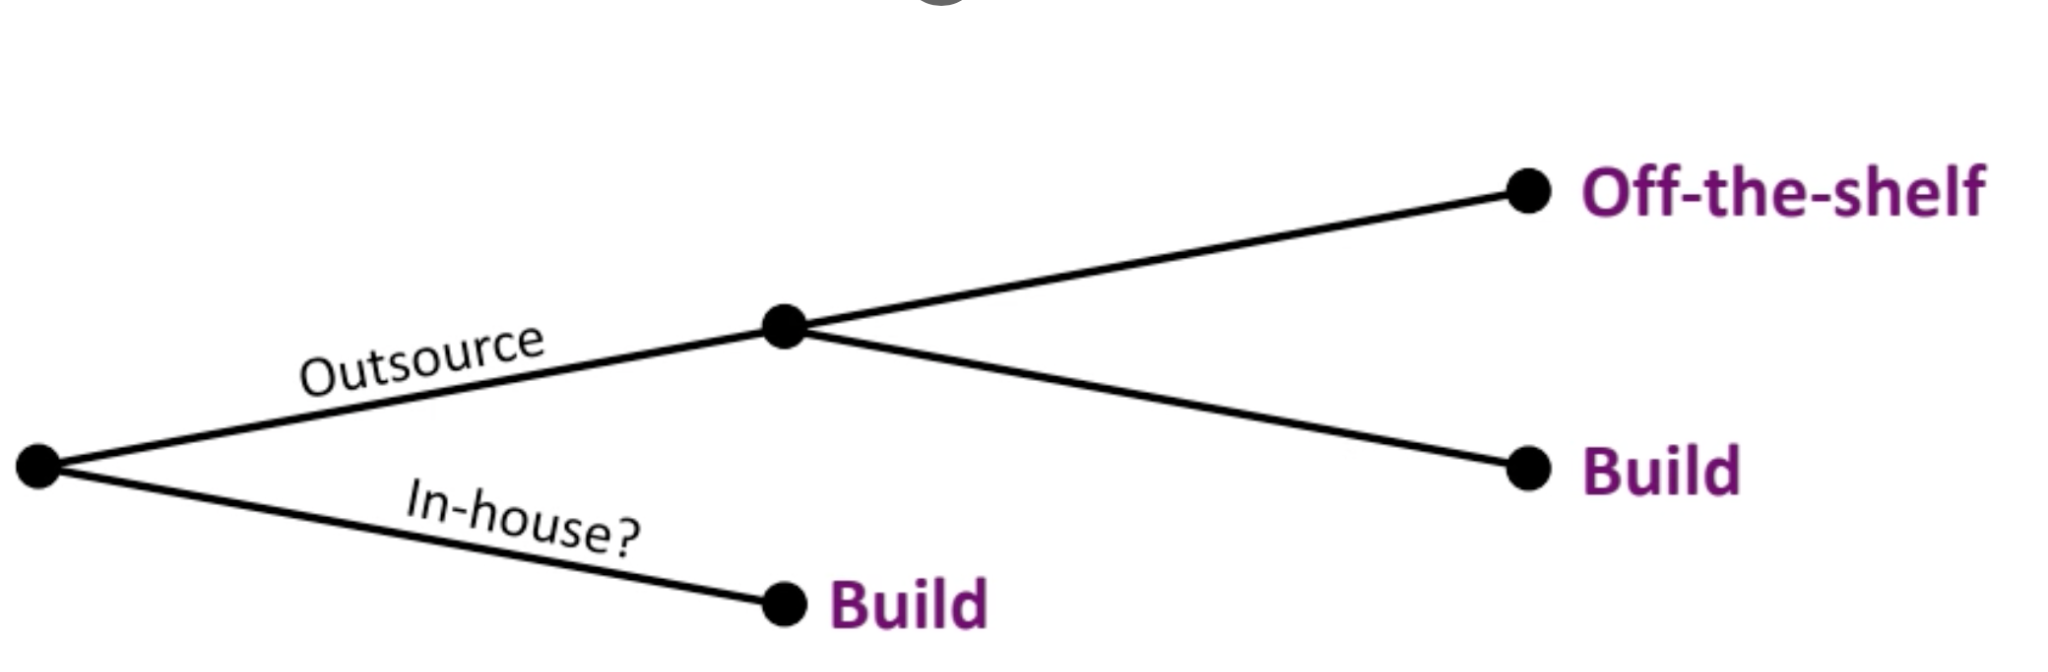 Off-the-shelf
Outsource
Build
In-house?
Build